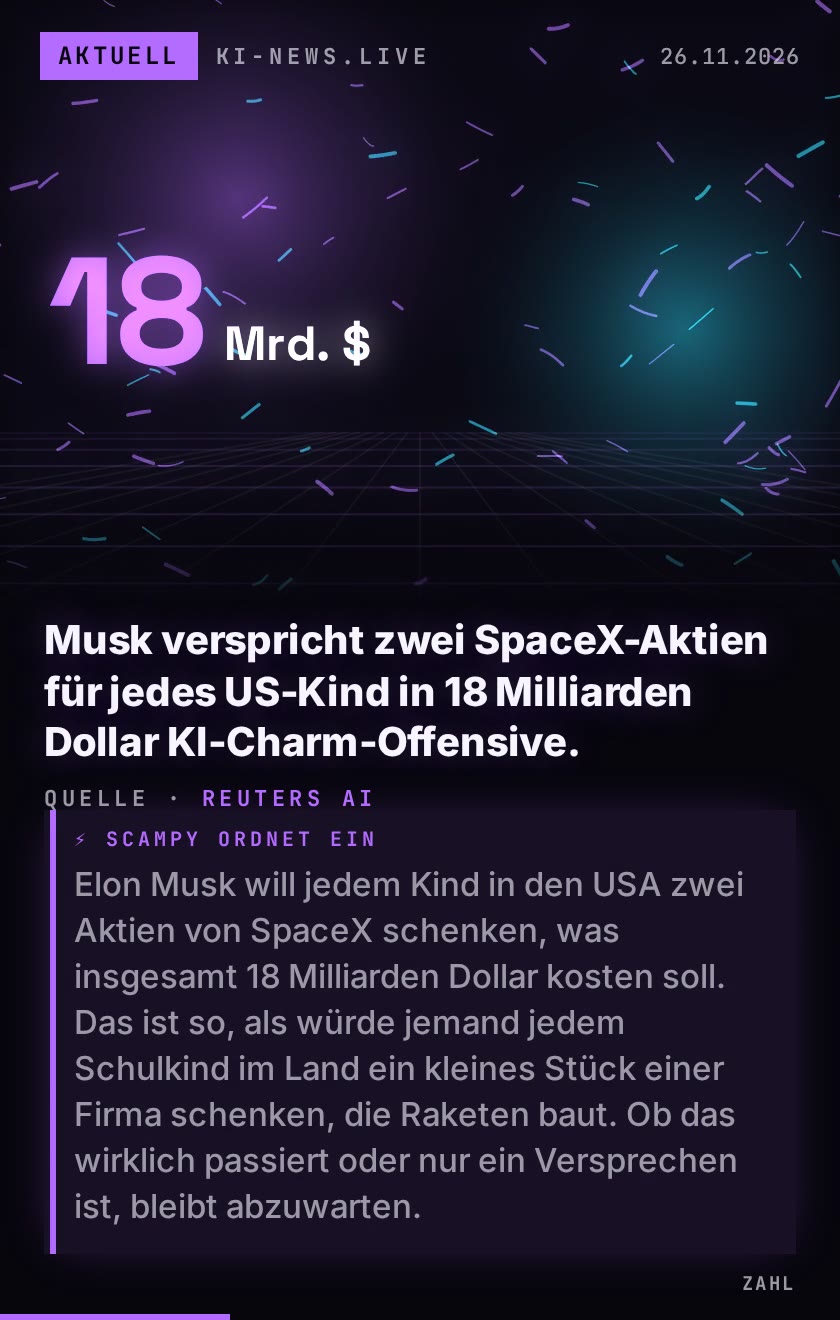 AKTUELL KI-NEWS.LIVE 26.11.2026
18 Mrd. $
Musk verspricht zwei SpaceX-Aktien
für jedes US-Kind in 18 Milliarden
Dollar KI-Charm-Offensive.
QUELLE · REUTERS AI
⚡ SCAMPY ORDNET EIN
Elon Musk will jedem Kind in den USA zwei
Aktien von SpaceX schenken, was
insgesamt 18 Milliarden Dollar kosten soll.
Das ist so, als würde jemand jedem
Schulkind im Land ein kleines Stück einer
Firma schenken, die Raketen baut. Ob das
wirklich passiert oder nur ein Versprechen
ist, bleibt abzuwarten.
ZAHL